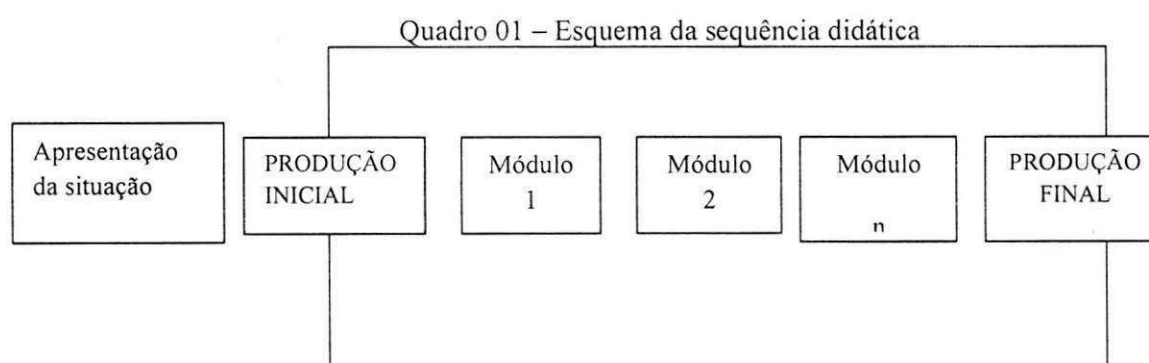 Quadro 01 – Esquema da sequência didática
Apresentação
da situação
PRODUÇÃO
INICIAL
Módulo
1
Módulo
2
Módulo
n
PRODUÇÃO
FINAL